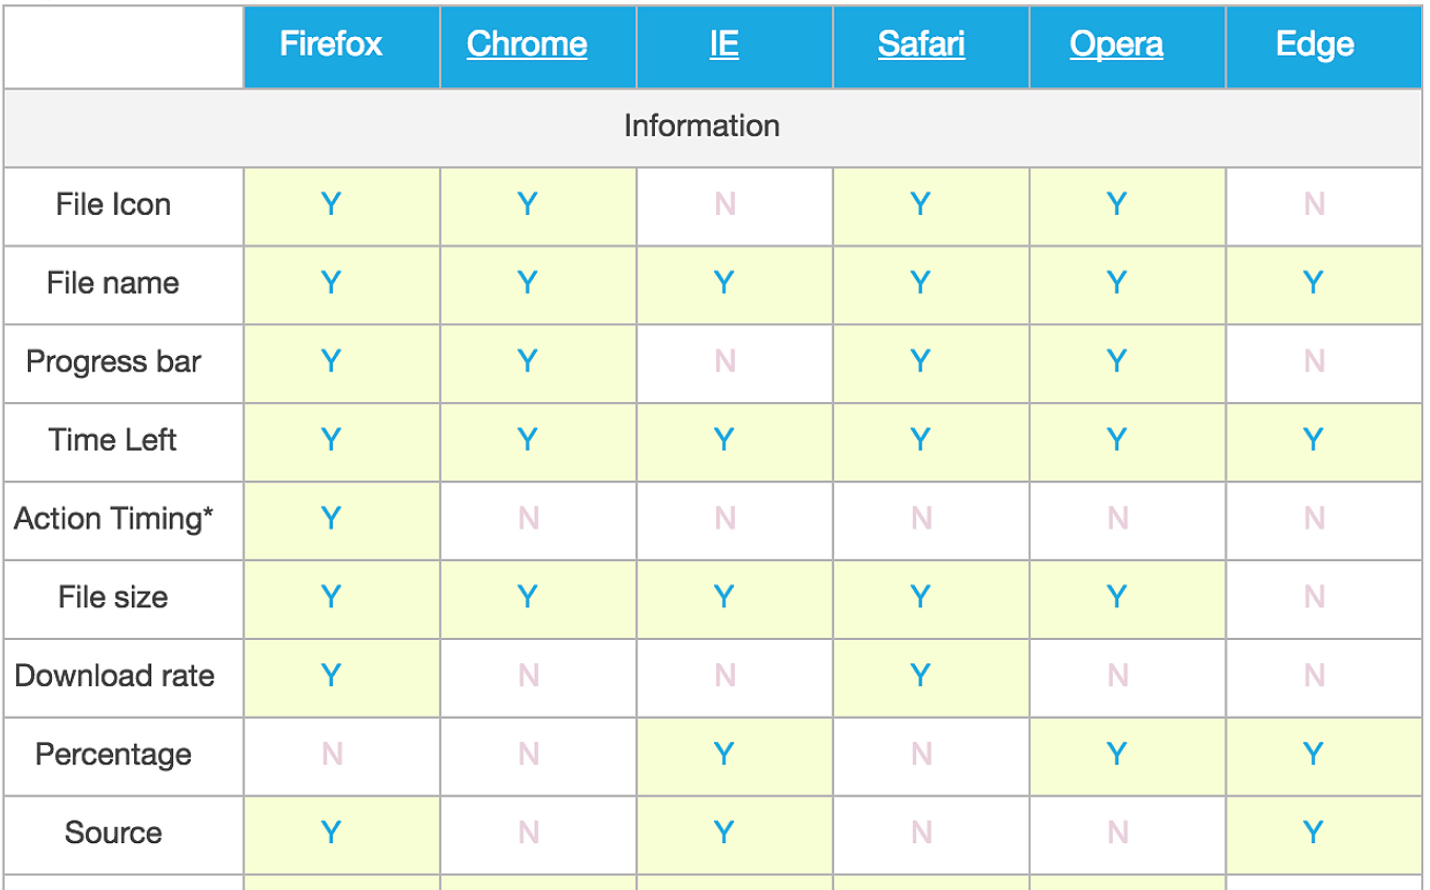 Firefox Chrome IE Safari Opera Edge
Information
File Icon Y Y N Y Y N
File name Y Y Y Y Y Y
Progress bar Y Y N Y Y N
Time Left Y Y Y Y Y Y
Action Timing* Y N N N N N
File size Y Y Y Y Y N
Download rate Y N N Y N N
Percentage N N Y N Y Y
Source Y N Y N N Y